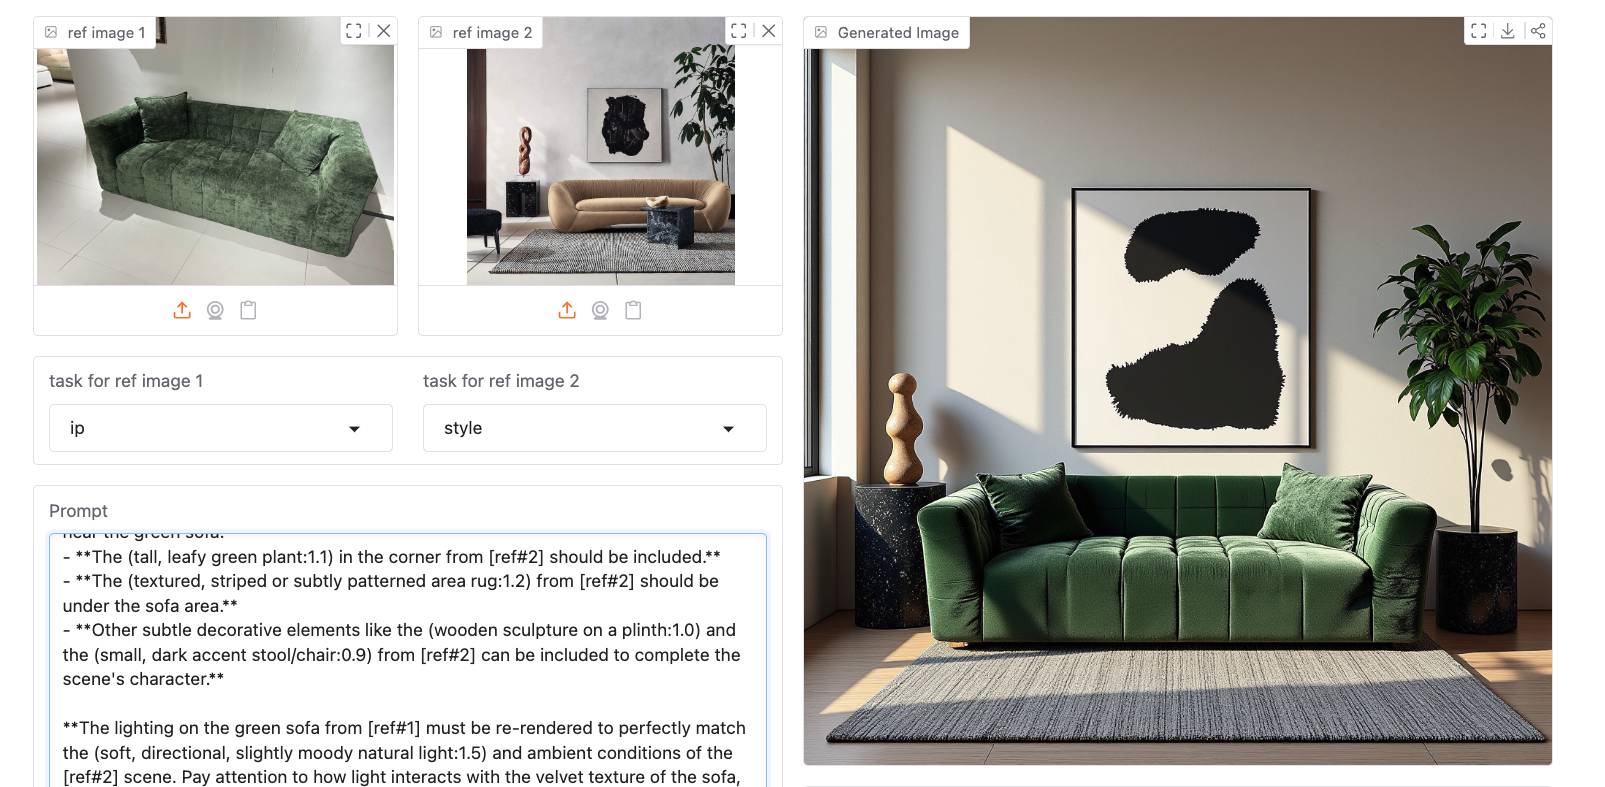 ref image 1
ref image 2
Generated Image
task for ref image 1
task for ref image 2
ip
style
Prompt
near the green sofa.
- **The (tall, leafy green plant:1.1) in the corner from [ref#2] should be included.**
- **The (textured, striped or subtly patterned area rug:1.2) from [ref#2] should be
under the sofa area.**
- **Other subtle decorative elements like the (wooden sculpture on a plinth:1.0) and
the (small, dark accent stool/chair:0.9) from [ref#2] can be included to complete the
scene's character.**
**The lighting on the green sofa from [ref#1] must be re-rendered to perfectly match
the (soft, directional, slightly moody natural light:1.5) and ambient conditions of the
[ref#2] scene. Pay attention to how light interacts with the velvet texture of the sofa,